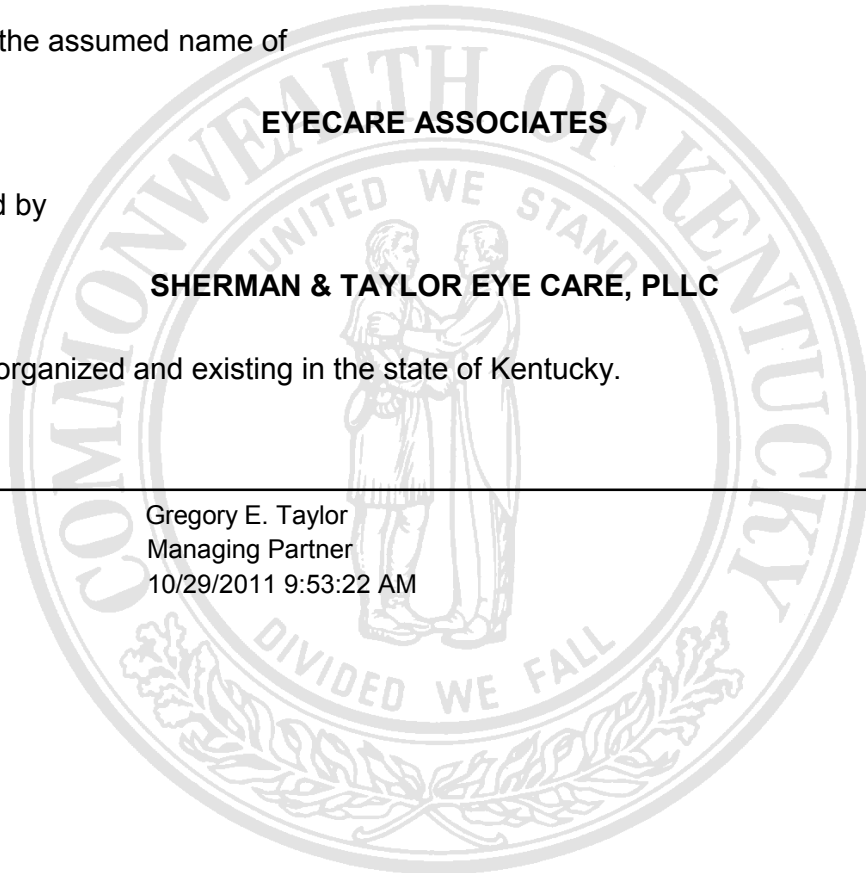 the assumed name of
EYECARE ASSOCIATES
d by
SHERMAN & TAYLOR EYE CARE, PLLC
organized and existing in the state of Kentucky.
Gregory E. Taylor
Managing Partner
10/29/2011 9:53:22 AM
COMMONWEALTH OF KENTUCKY
UNITED WE STAND
DIVIDED WE FALL